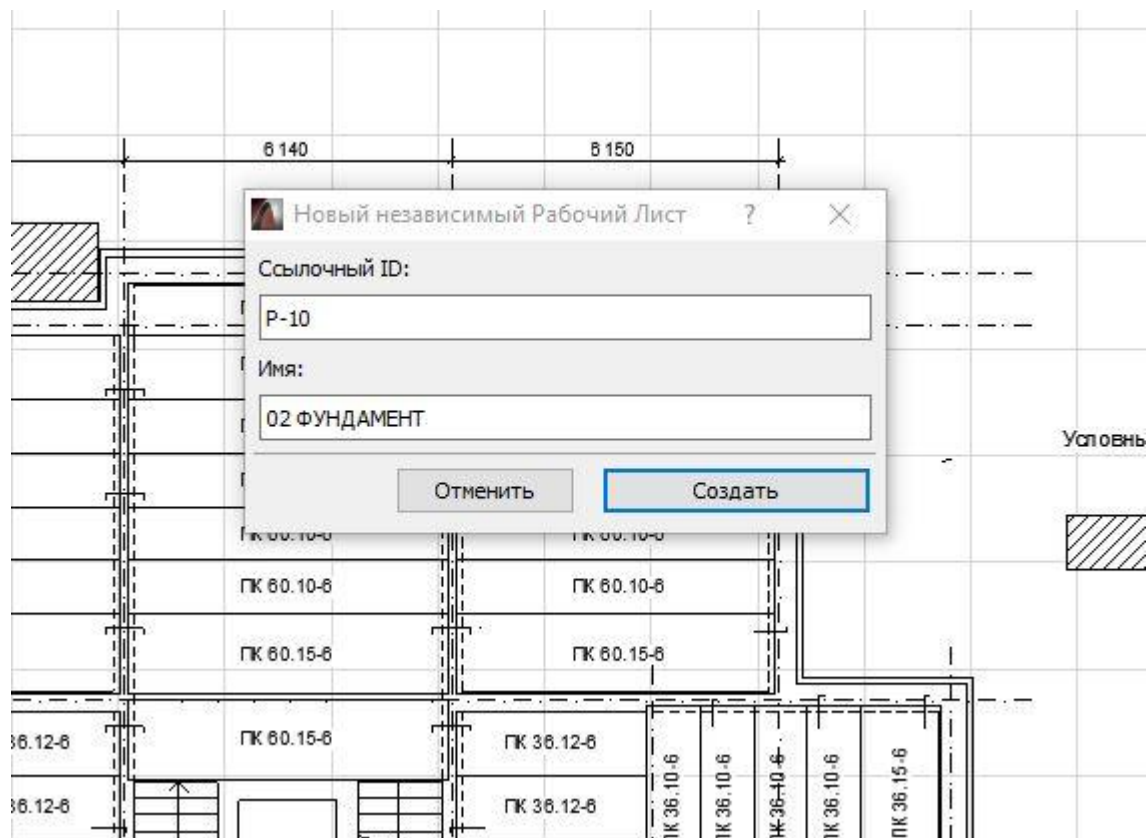 6 140
6 150
Новый независимый Рабочий Лист ?
Ссылочный ID:
Р-10
Имя:
02 ФУНДАМЕНТ
Отменить
Создать
ПК 60.10-6
ПК 60.10-6
ПК 60.15-6
ПК 60.15-6
ПК 60.15-6
ПК 36.12-6
36.12-6
36.12-6
ПК 36.12-6
ПК 36.10-6
ПК 36.10-6
ПК 36.10-6
ПК 36.10-6
ПК 36.15-6